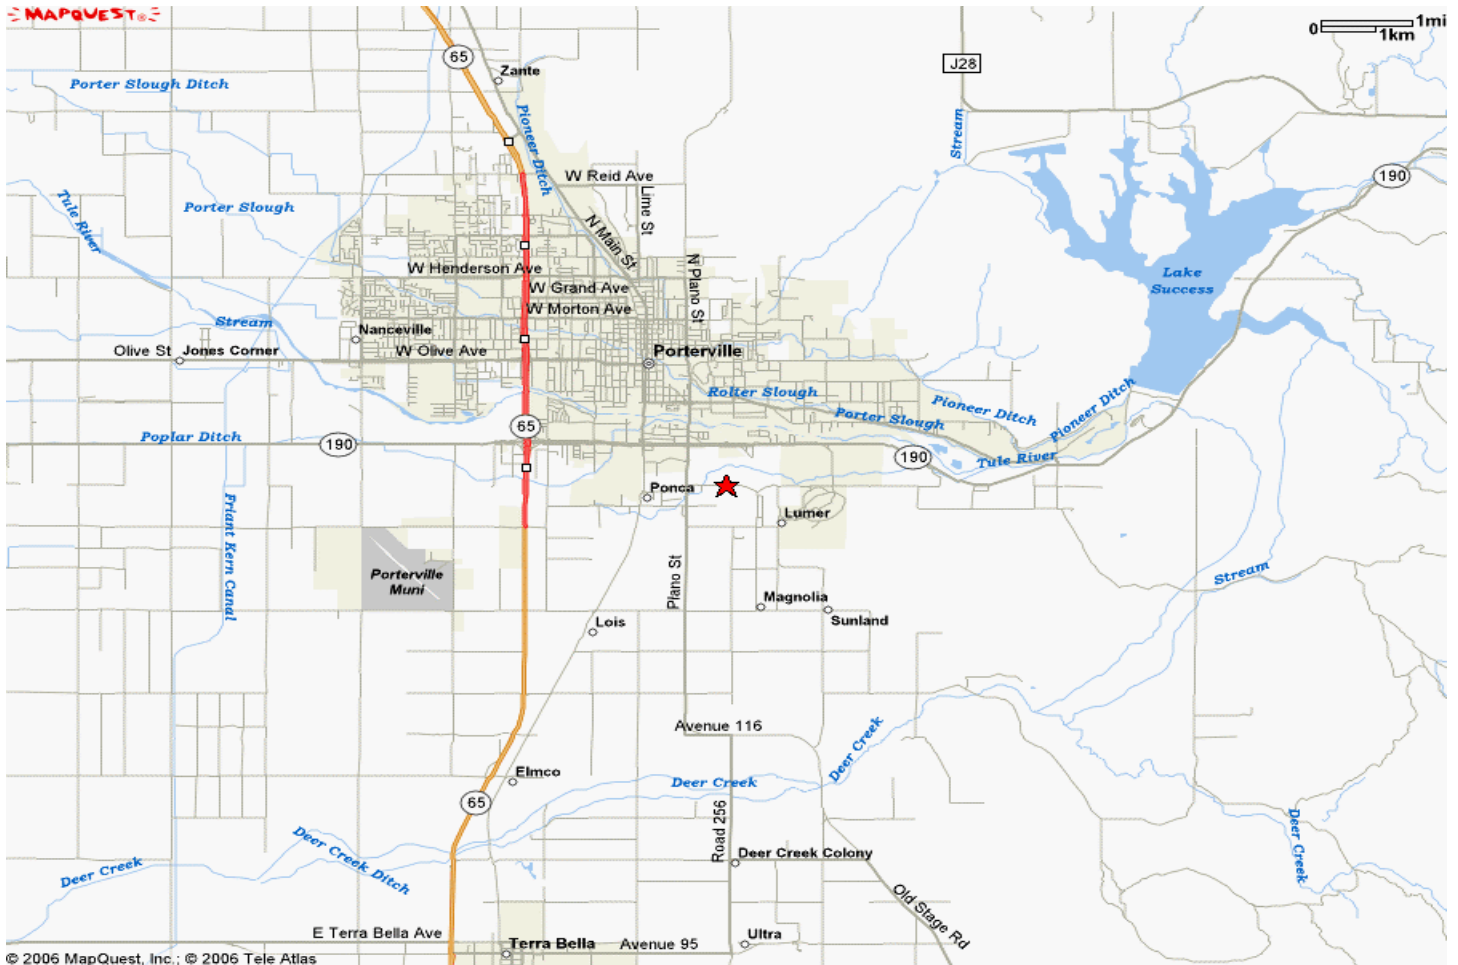 MAPQUEST®
0 1mi
1km
65
Zante
J28
Porter Slough Ditch
Pioneer Ditch
Stream
W Reid Ave
190
Lime St
Tule River
Porter Slough
N Main St
W Henderson Ave
N Plano St
Lake
Success
W Grand Ave
W Morton Ave
Stream
Nanceville
Olive St
Jones Corner
W Olive Ave
Porterville
Rolter Slough
Pioneer Ditch
Pioneer Ditch
Porter Slough
65
Poplar Ditch
190
190
Tule River
Ponca
Lumer
Friant Kern Canal
Porterville
Muni
Plano St
Stream
Magnolia
Lois
Sunland
Avenue 116
Deer Creek
Elmco
Deer Creek
65
Road 256
Deer Creek
Deer Creek Ditch
Deer Creek
Deer Creek Colony
Old Stage Rd
E Terra Bella Ave
Terra Bella
Avenue 95
Ultra
© 2006 MapQuest, Inc.; © 2006 Tele Atlas